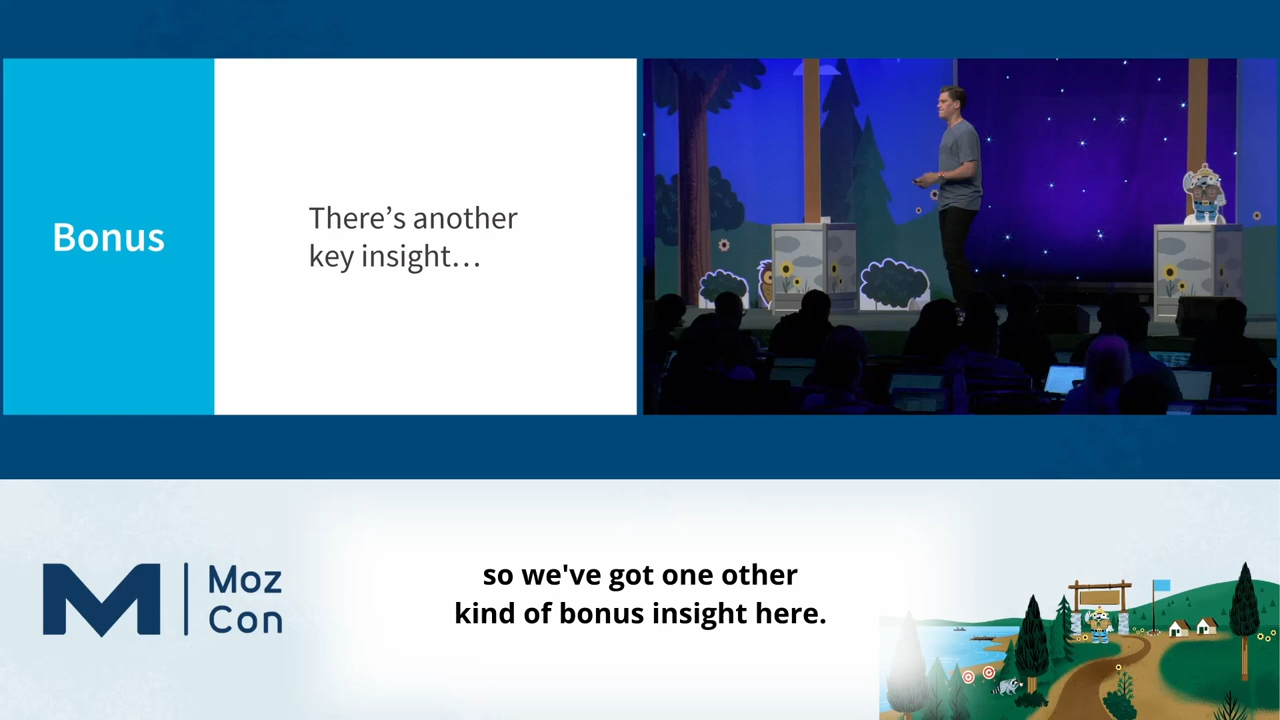 Bonus
There’s another
key insight…
Moz
Con
so we've got one other
kind of bonus insight here.